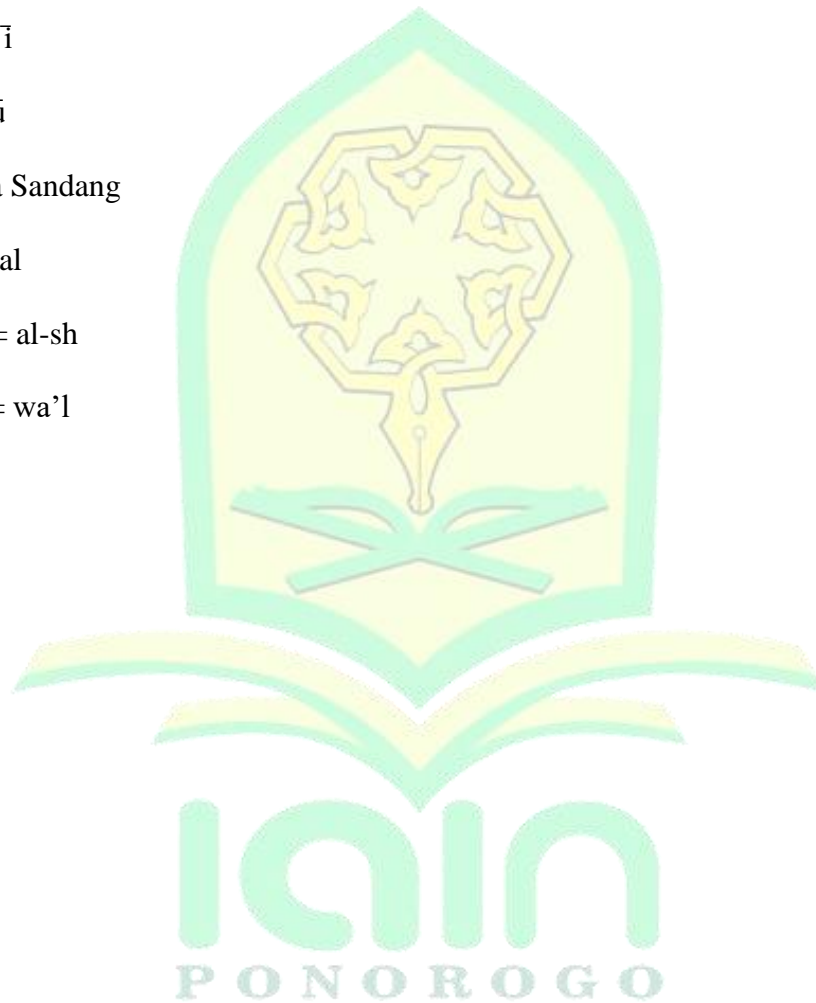 ī
ū
Sandang
al
= al-sh
= wa’l
iain
PONOROGO